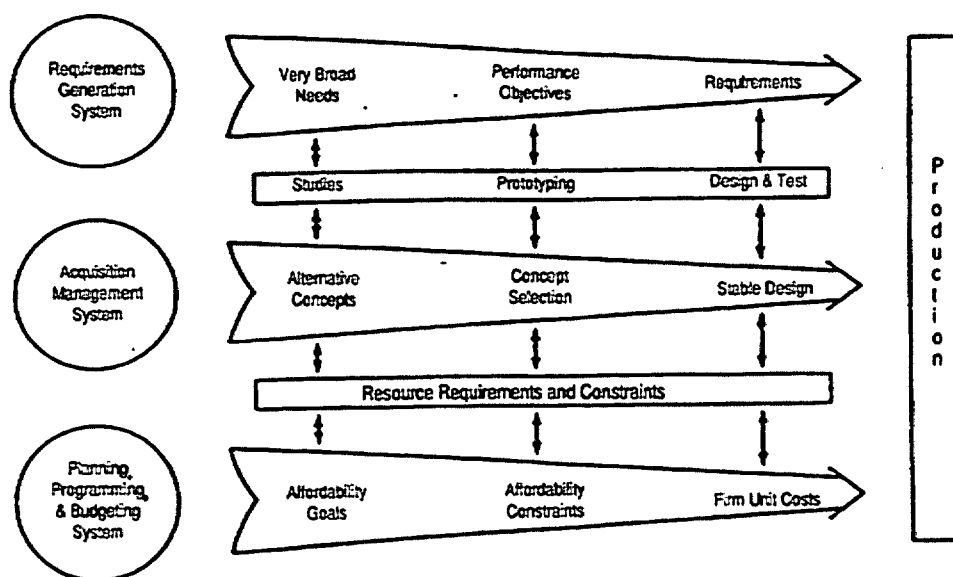 Requirements
Generation
System
Very Broad
Needs
Performance
Objectives
Requirements
Studies
Prototyping
Design & Test
Acquisition
Management
System
Alternative
Concepts
Concept
Selection
Stable Design
Resource Requirements and Constraints
Planning,
Programming,
& Budgeting
System
Affordability
Goals
Affordability
Constraints
Firm Unit Costs
Production